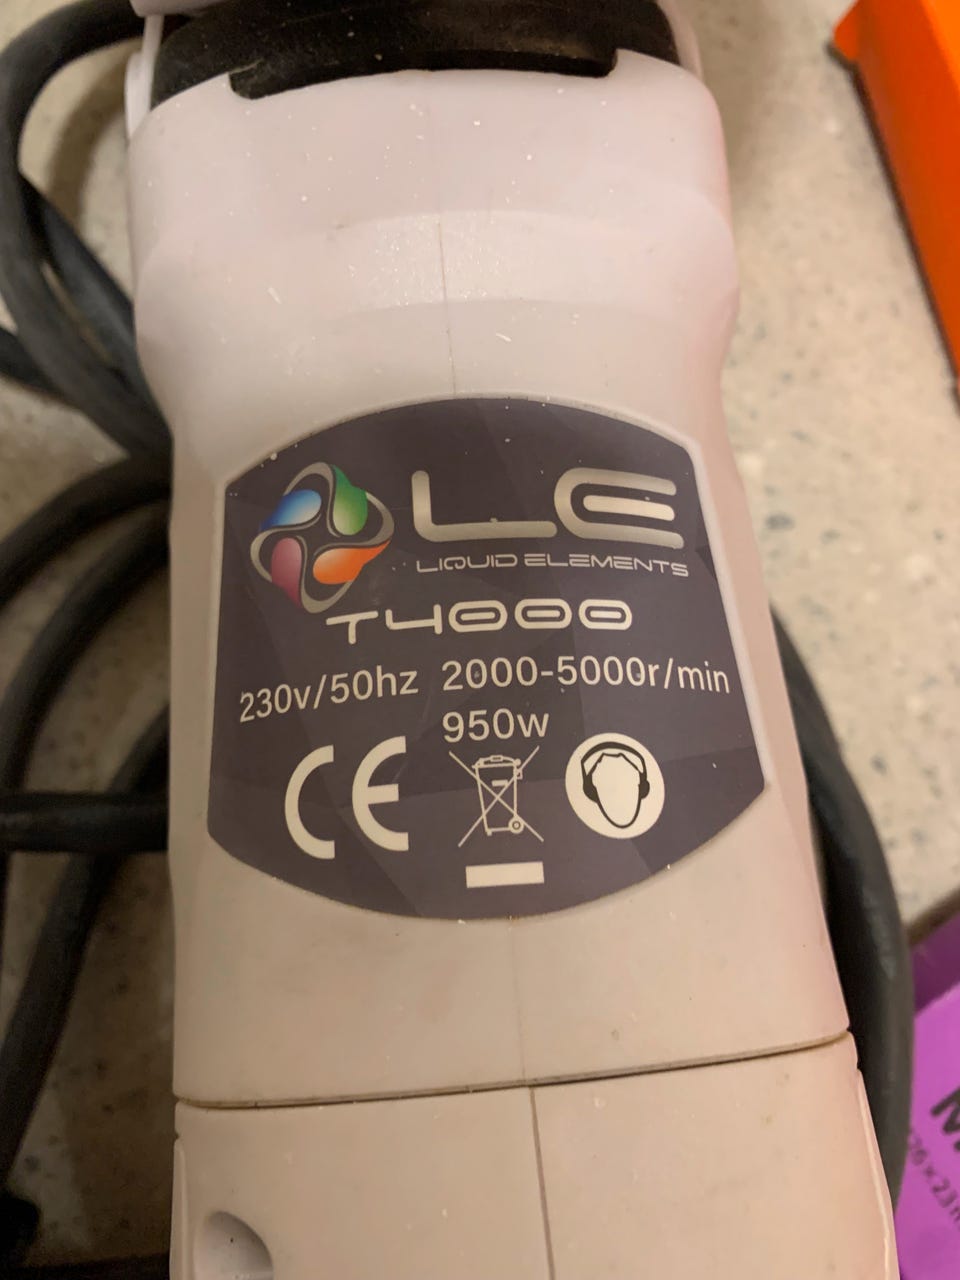 LE
LIQUID ELEMENTS
T4000
230v/50hz 2000-5000r/min
950w
CE